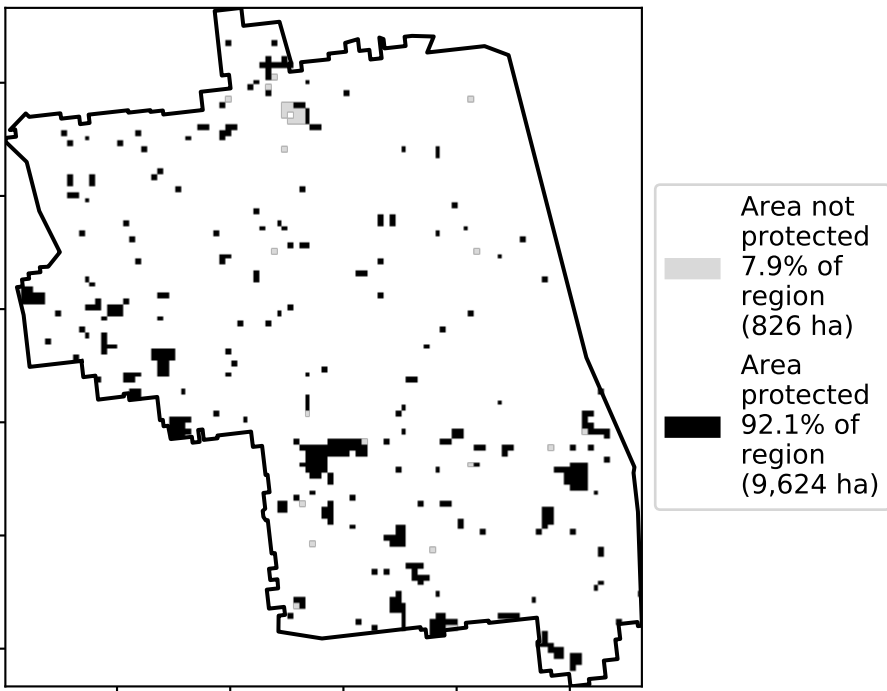 Area not
protected
7.9% of
region
(826 ha)
Area
protected
92.1% of
region
(9,624 ha)